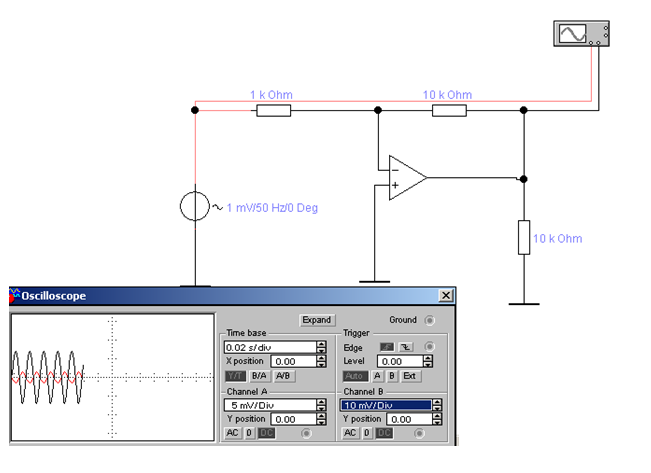 1 k Ohm
10 k Ohm
1 mV/50 Hz/0 Deg
10 k Ohm
Oscilloscope
Expand
Ground
Time base
0.02 s/div
X position 0.00
Y/T B/A A/B
Trigger
Edge
Level 0.00
Auto A B Ext
Channel A
5 mV/Div
Y position 0.00
AC 0 DC
Channel B
10 mV/Div
Y position 0.00
AC 0 DC